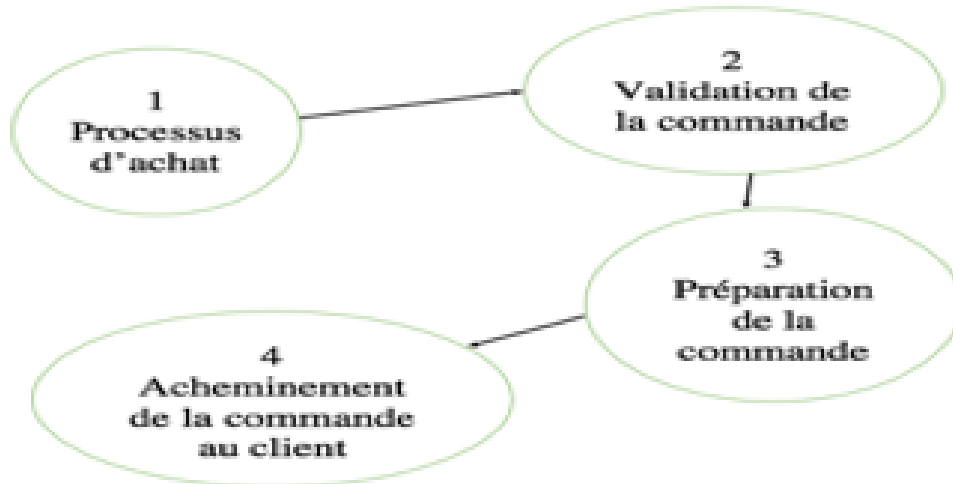 1
Processus
d'achat
2
Validation de
la commande
3
Préparation
de la
commande
4
Acheminement
de la commande
au client